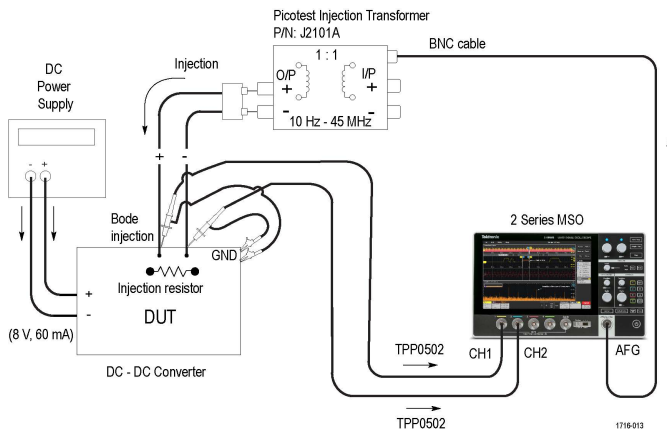 Picotest Injection Transformer
P/N: J2101A
BNC cable
1 : 1
O/P
I/P
+
+
-
-
10 Hz - 45 MHz
Injection
DC
Power
Supply
- +
+ -
Bode
injection
GND
Injection resistor
DUT
+
-
(8 V, 60 mA)
DC - DC Converter
2 Series MSO
Tektronix
CH1
CH2
AFG
TPP0502
TPP0502
1716-013